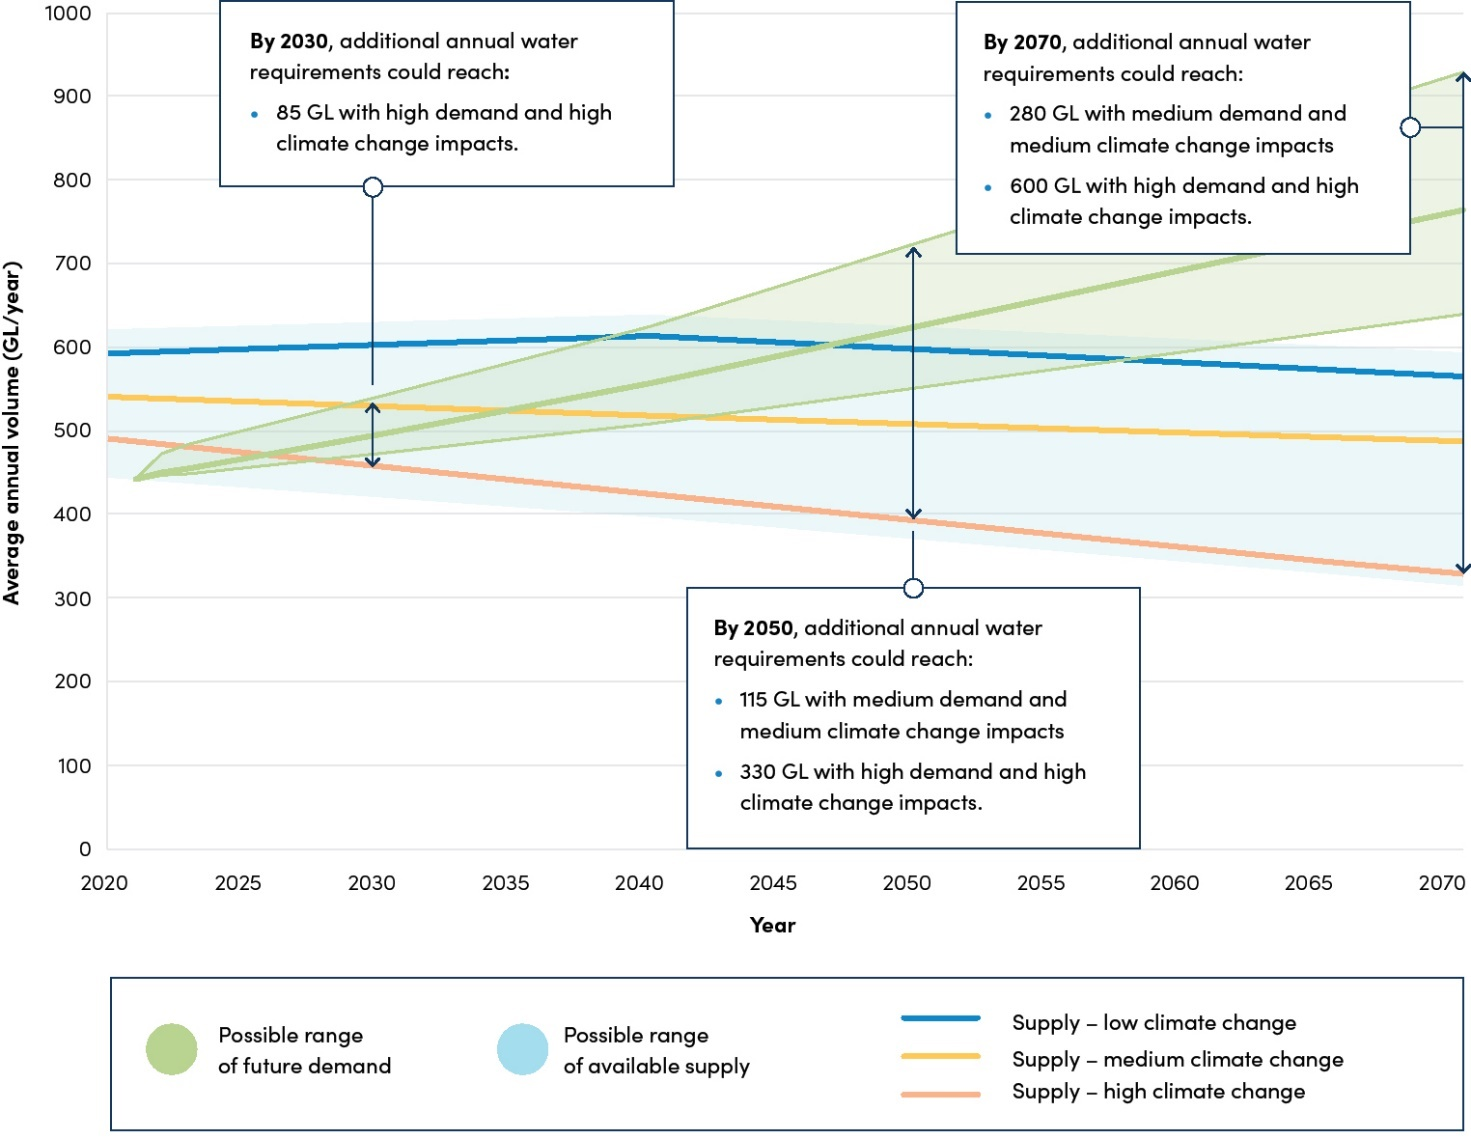 By 2030, additional annual water
requirements could reach:
• 85 GL with high demand and high
climate change impacts.
By 2070, additional annual water
requirements could reach:
• 280 GL with medium demand and
medium climate change impacts
• 600 GL with high demand and high
climate change impacts.
By 2050, additional annual water
requirements could reach:
• 115 GL with medium demand and
medium climate change impacts
• 330 GL with high demand and high
climate change impacts.
Average annual volume (GL/year)
1000
900
800
700
600
500
400
300
200
100
0
2020 2025 2030 2035 2040 2045 2050 2055 2060 2065 2070
Year
Possible range
of future demand
Possible range
of available supply
Supply – low climate change
Supply – medium climate change
Supply – high climate change